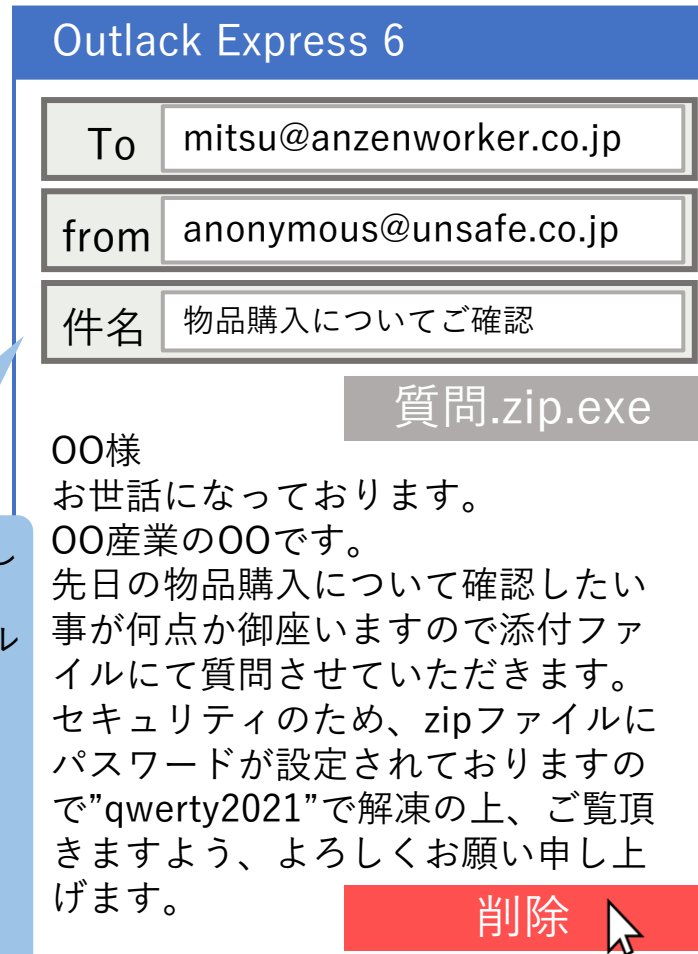 Outlack Express 6
To mitsu@anzenworker.co.jp
from anonymous@unsafe.co.jp
件名 物品購入についてご確認
質問.zip.exe
OO様
お世話になっております。
OO産業のOOです。
先日の物品購入について確認したい
事が何点か御座いますので添付ファ
イルにて質問させていただきます。
セキュリティのため、zipファイルに
パスワードが設定されておりますの
で”qwerty2021”で解凍の上、ご覧頂
きますよう、よろしくお願い申し上
げます。
削除
し
ル